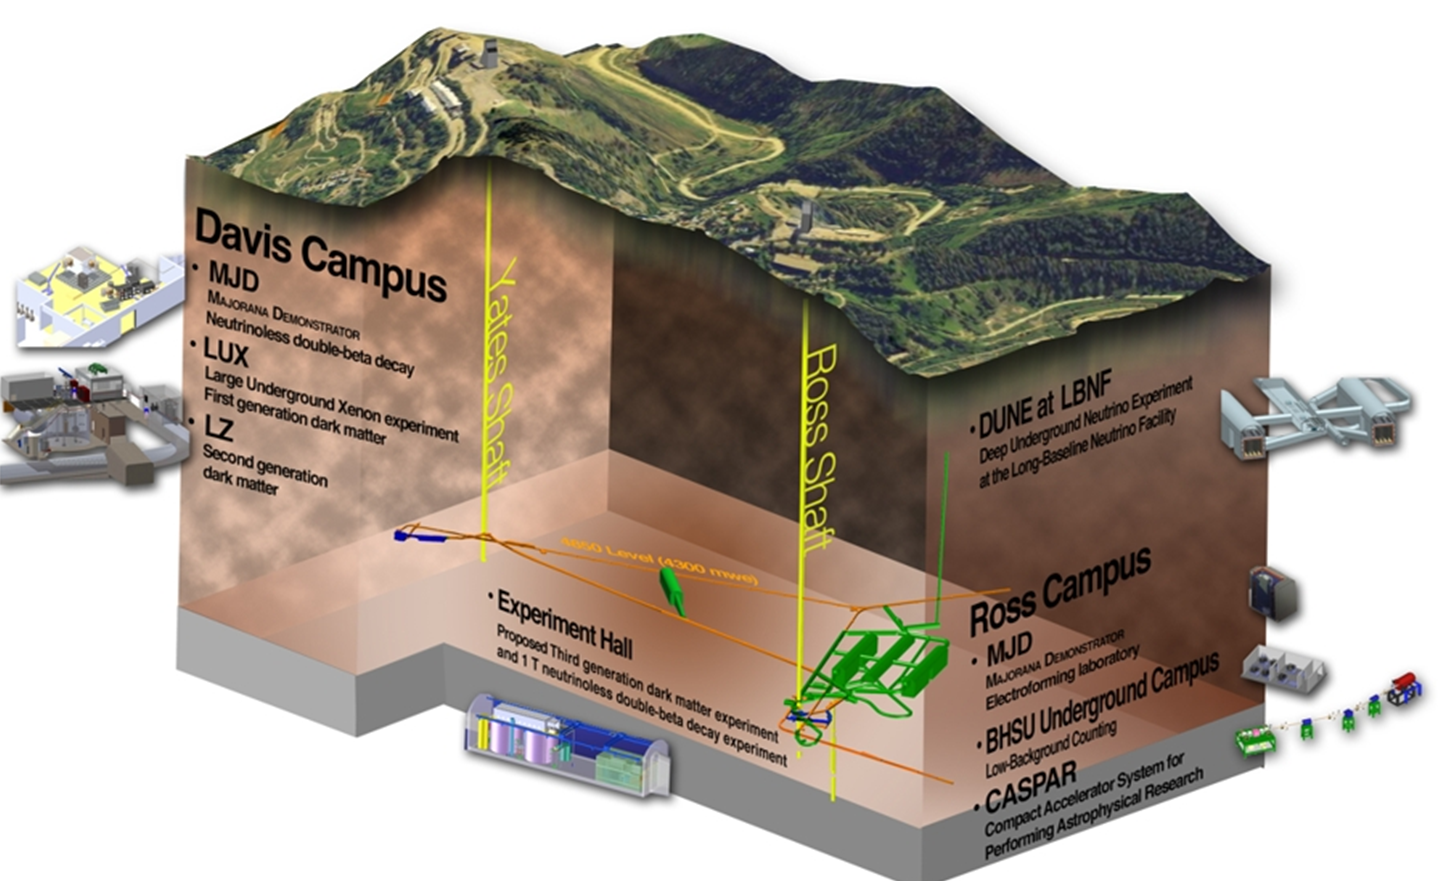 Davis Campus
• MJD
MAJORANA DEMONSTRATOR
Neutrinoless double-beta decay
• LUX
Large Underground Xenon experiment
First generation dark matter
• LZ
Second generation
dark matter
Yates Shaft
Ross Shaft
4850 Level (4300 mwe)
• Experiment Hall
Proposed Third generation dark matter experiment
and 1 T neutrinoless double-beta decay experiment
• DUNE at LBNF
Deep Underground Neutrino Experiment
at the Long-Baseline Neutrino Facility
Ross Campus
• MJD
MAJORANA DEMONSTRATOR
Electroforming laboratory
• BHSU Underground Campus
Low-Background Counting
• CASPAR
Compact Accelerator System for
Performing Astrophysical Research